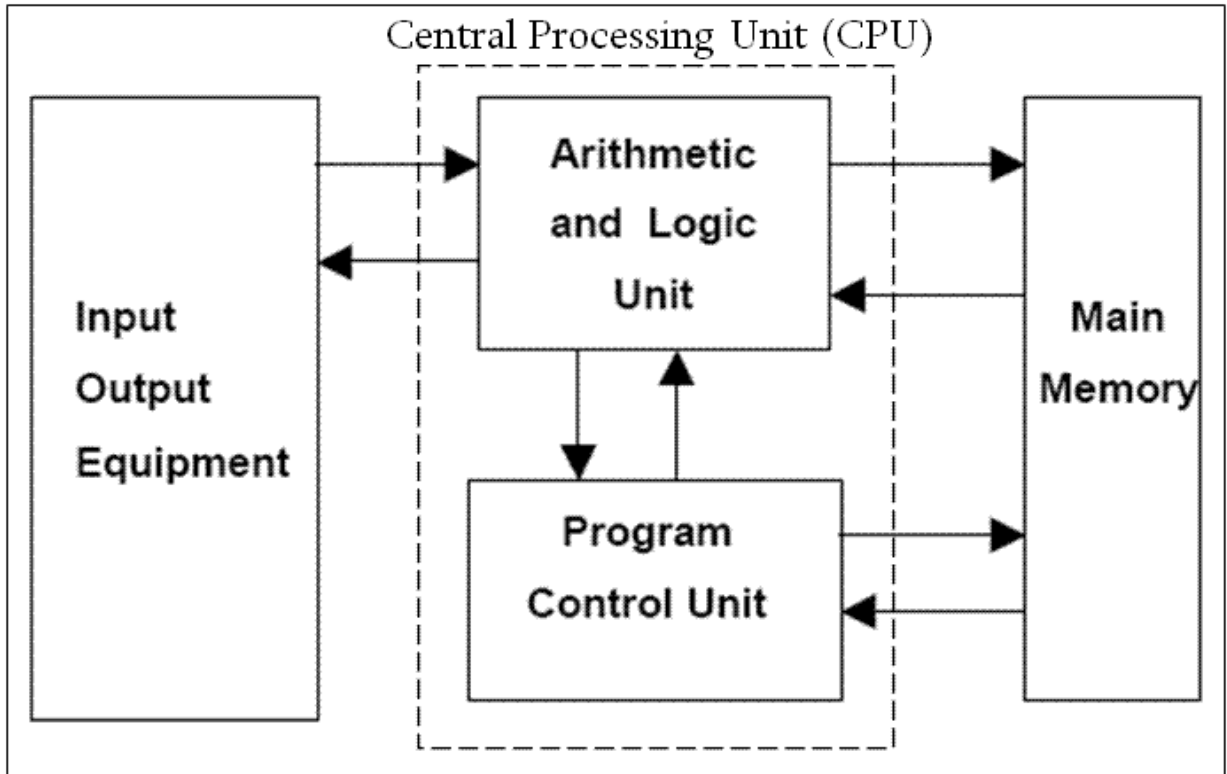 Central Processing Unit (CPU)
Input
Output
Equipment
Arithmetic
and Logic
Unit
Program
Control Unit
Main
Memory